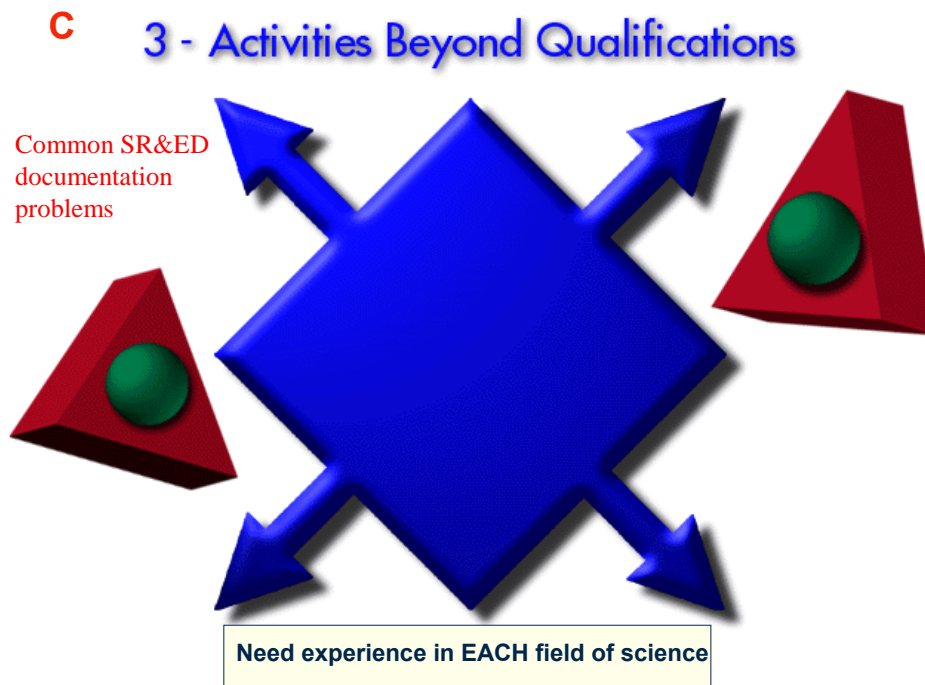 C
3 - Activities Beyond Qualifications
Common SR&ED
documentation
problems
Need experience in EACH field of science